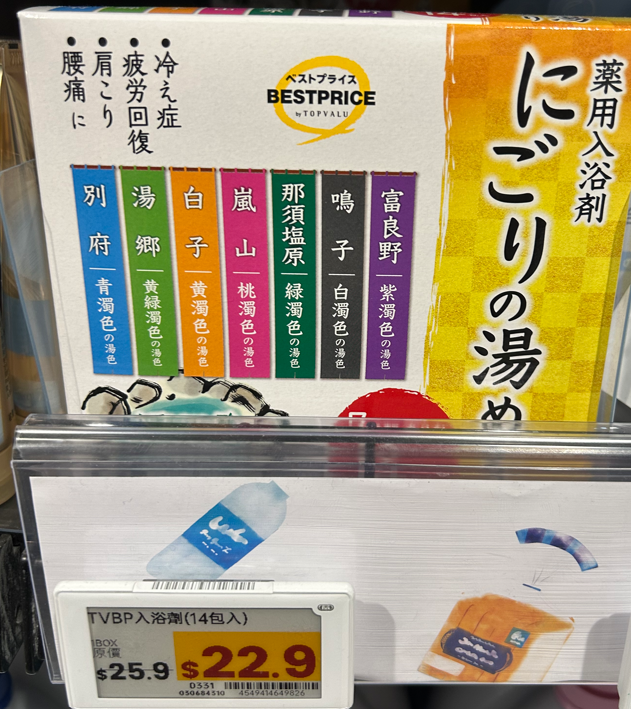 薬用入浴剤
にごりの湯め
ベストプライス
BESTPRICE
by TOPVALU
冷え症
疲労回復
肩こり
腰痛に
富良野 紫濁色の湯色
鳴子 白濁色の湯色
那須塩原 緑濁色の湯色
嵐山 桃濁色の湯色
白子 黄濁色の湯色
湯郷 黄緑濁色の湯色
別府 青濁色の湯色
TVBP入浴劑(14包入)
1BOX
原價
$25.9
$22.9
D331
050684310 4549414649826